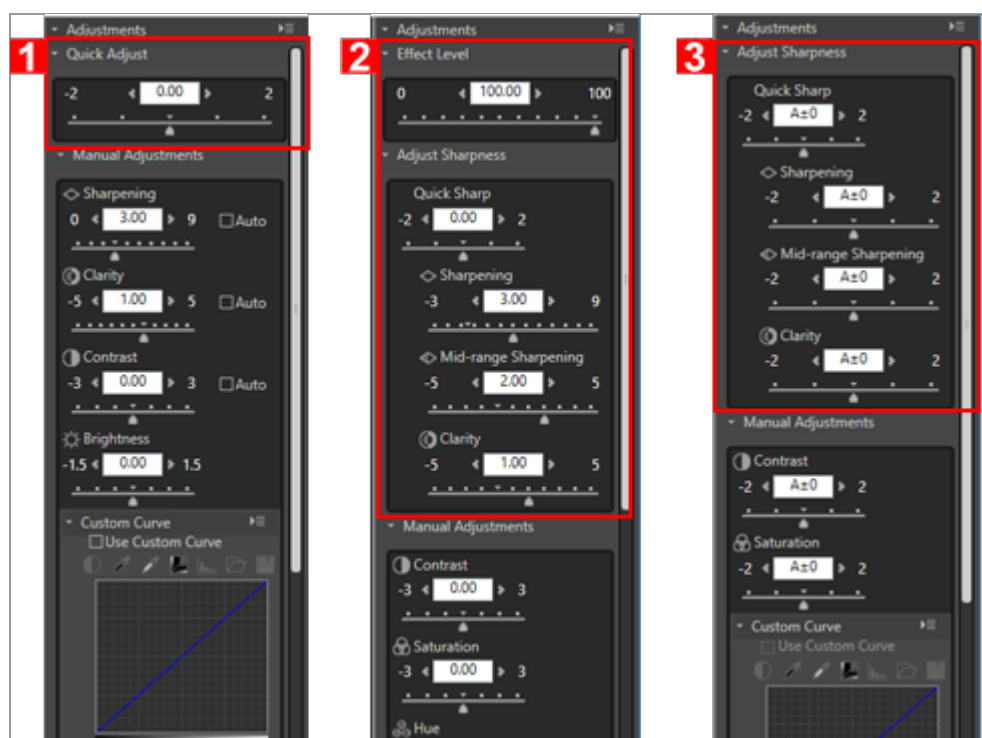 1
Adjustments
Quick Adjust
-2 0.00 2
Manual Adjustments
Sharpening
0 3.00 9 Auto
Clarity
-5 1.00 5 Auto
Contrast
-3 0.00 3 Auto
Brightness
-1.5 0.00 1.5
Custom Curve
Use Custom Curve
2
Adjustments
Effect Level
0 100.00 100
Adjust Sharpness
Quick Sharp
-2 0.00 2
Sharpening
-3 3.00 9
Mid-range Sharpening
-5 2.00 5
Clarity
-5 1.00 5
Manual Adjustments
Contrast
-3 0.00 3
Saturation
-3 0.00 3
Hue
3
Adjustments
Adjust Sharpness
Quick Sharp
-2 A±0 2
Sharpening
-2 A±0 2
Mid-range Sharpening
-2 A±0 2
Clarity
-2 A±0 2
Manual Adjustments
Contrast
-2 A±0 2
Saturation
-2 A±0 2
Custom Curve
Use Custom Curve